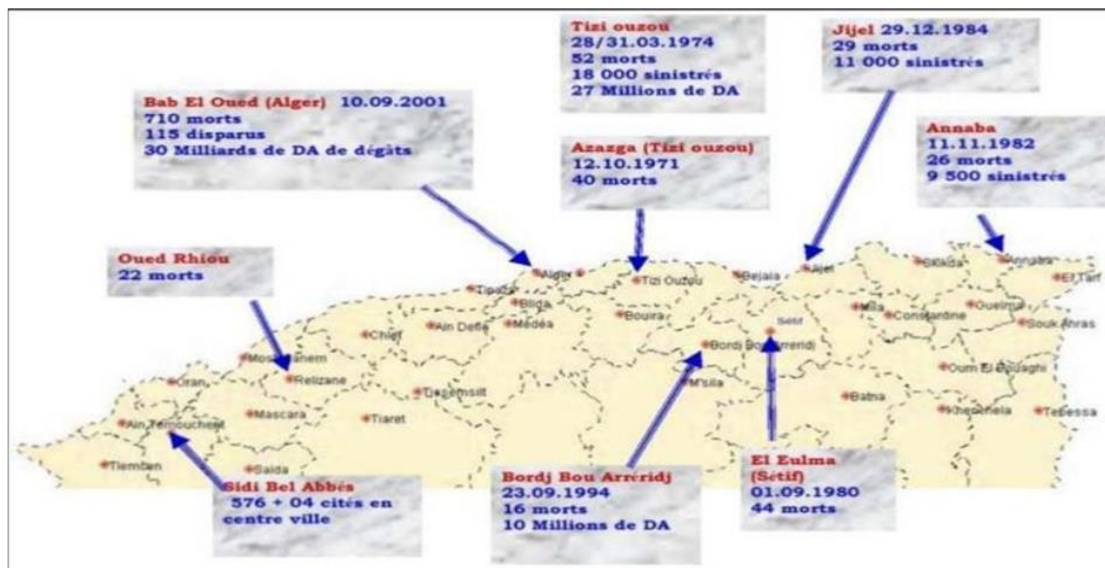 Tizi ouzou
28/31.03.1974
52 morts
18 000 sinistrés
27 Millions de DA
Jijel 29.12.1984
29 morts
11 000 sinistrés
Bab El Oued (Alger) 10.09.2001
710 morts
115 disparus
30 Milliards de DA de dégâts
Azazga (Tizi ouzou)
12.10.1971
40 morts
Annaba
11.11.1982
26 morts
9 500 sinistrés
Oued Rhiou
22 morts
Alger
Tizi Ouzou
Bejaia
Jijel
Skikda
Annaba
El Tarf
Tipaza
Blida
Médéa
Bouira
Mila
Constantine
Guelma
Souk Ahras
Chlef
Ain Defla
Sétif
Bordj Bou Arreridj
Oum El Bouaghi
Oran
Relizane
Tissemsilt
M'sila
Batna
Khenchela
Tebessa
Ain Temouchent
Mascara
Tiaret
Tlemcen
Saida
Sidi Bel Abbés
576 + 04 cités en
centre ville
Bordj Bou Arréridj
23.09.1994
16 morts
10 Millions de DA
El Eulma
(Sétif)
01.09.1980
44 morts